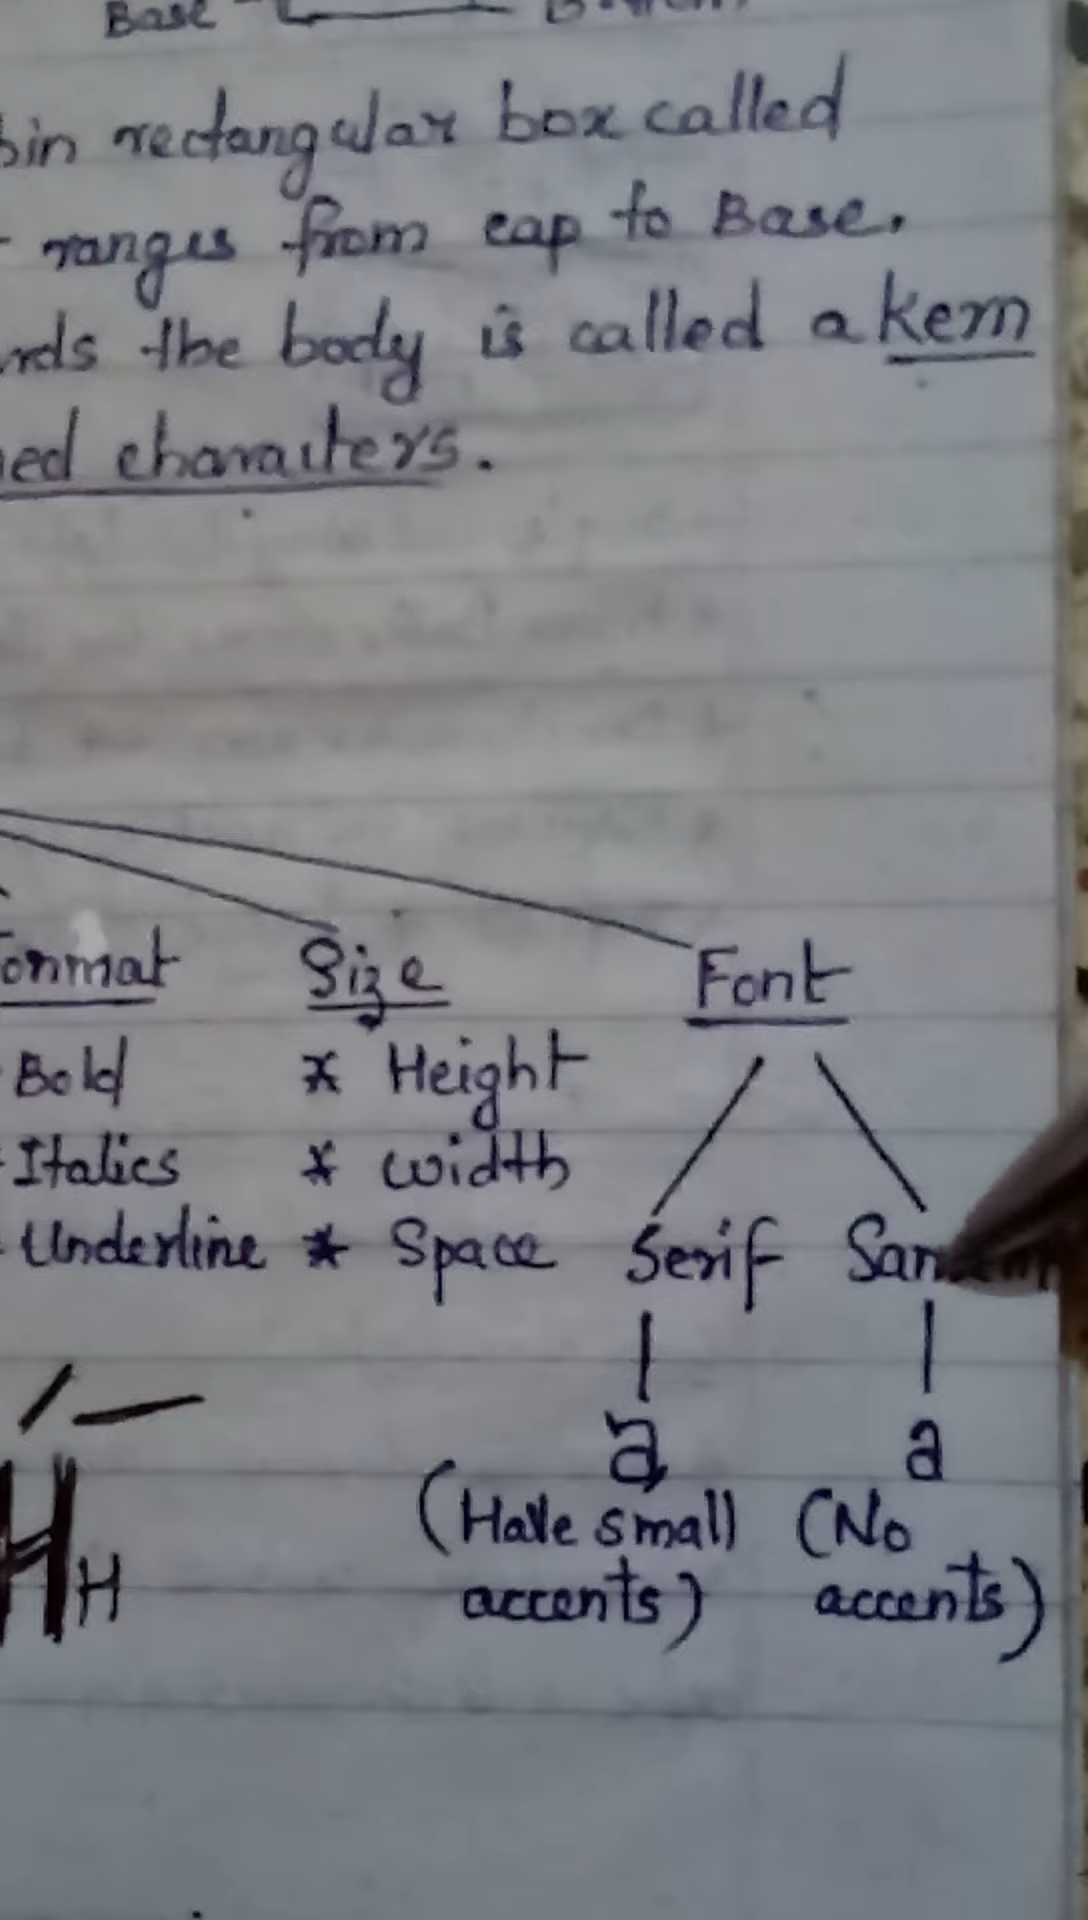 Base
rectangular box called
ranges from cap to Base.
the body is called a kern
characters.
Format Size Font
Bold * Height
Italics * width
Underline * Space Serif
a a
H
(Have small (No
H accents) accents)